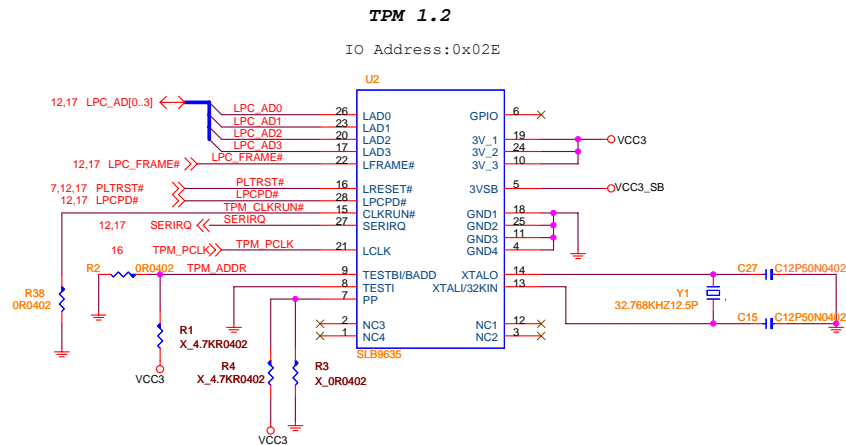 TPM 1.2
IO Address:0x02E
U2
12,17 LPC_AD[0..3]
LPC_AD0 26 LAD0 GPIO 6
LPC_AD1 23 LAD1
LPC_AD2 20 LAD2 3V_1 19 VCC3
LPC_AD3 17 LAD3 3V_2 24
12,17 LPC_FRAME# LPC_FRAME# 22 LFRAME# 3V_3 10
7,12,17 PLTRST# PLTRST# 16 LRESET# 3VSB 5 VCC3_SB
12,17 LPCPD# LPCPD# 28 LPCPD#
TPM_CLKRUN# 15 CLKRUN# GND1 18
12,17 SERIRQ SERIRQ 27 SERIRQ GND2 25
GND3 11
16 TPM_PCLK TPM_PCLK 21 LCLK GND4 4
R2 0R0402 TPM_ADDR 9 TESTBI/BADD XTALO 14 C27 C12P50N0402
8 TESTI XTALI/32KIN 13
7 PP
R38
0R0402
Y1
32.768KHZ12.5P
C15 C12P50N0402
2 NC3 NC1 12
1 NC4 NC2 3
SLB9635
R1
X_4.7KR0402
VCC3
R4
X_4.7KR0402
R3
X_0R0402
VCC3